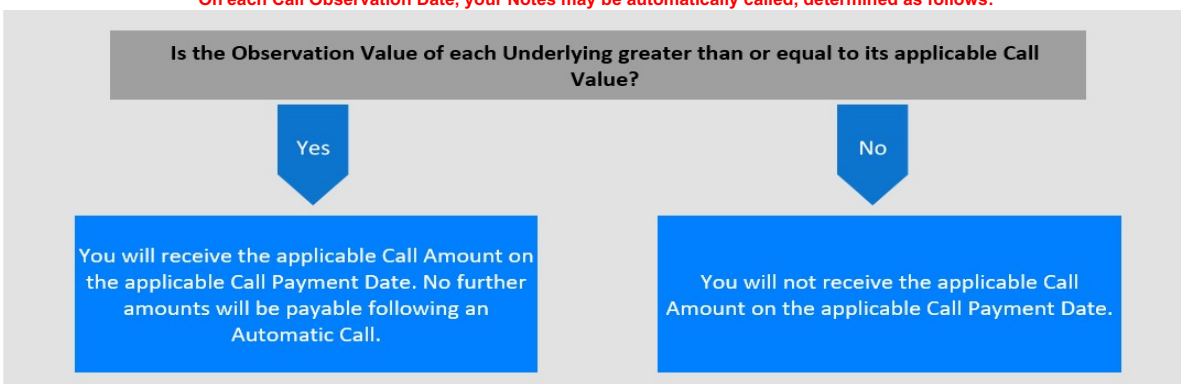 On each Call Observation Date, your Notes may be automatically called, determined as follows:
Is the Observation Value of each Underlying greater than or equal to its applicable Call
Value?
Yes
No
You will receive the applicable Call Amount on
the applicable Call Payment Date. No further
amounts will be payable following an
Automatic Call.
You will not receive the applicable Call
Amount on the applicable Call Payment Date.